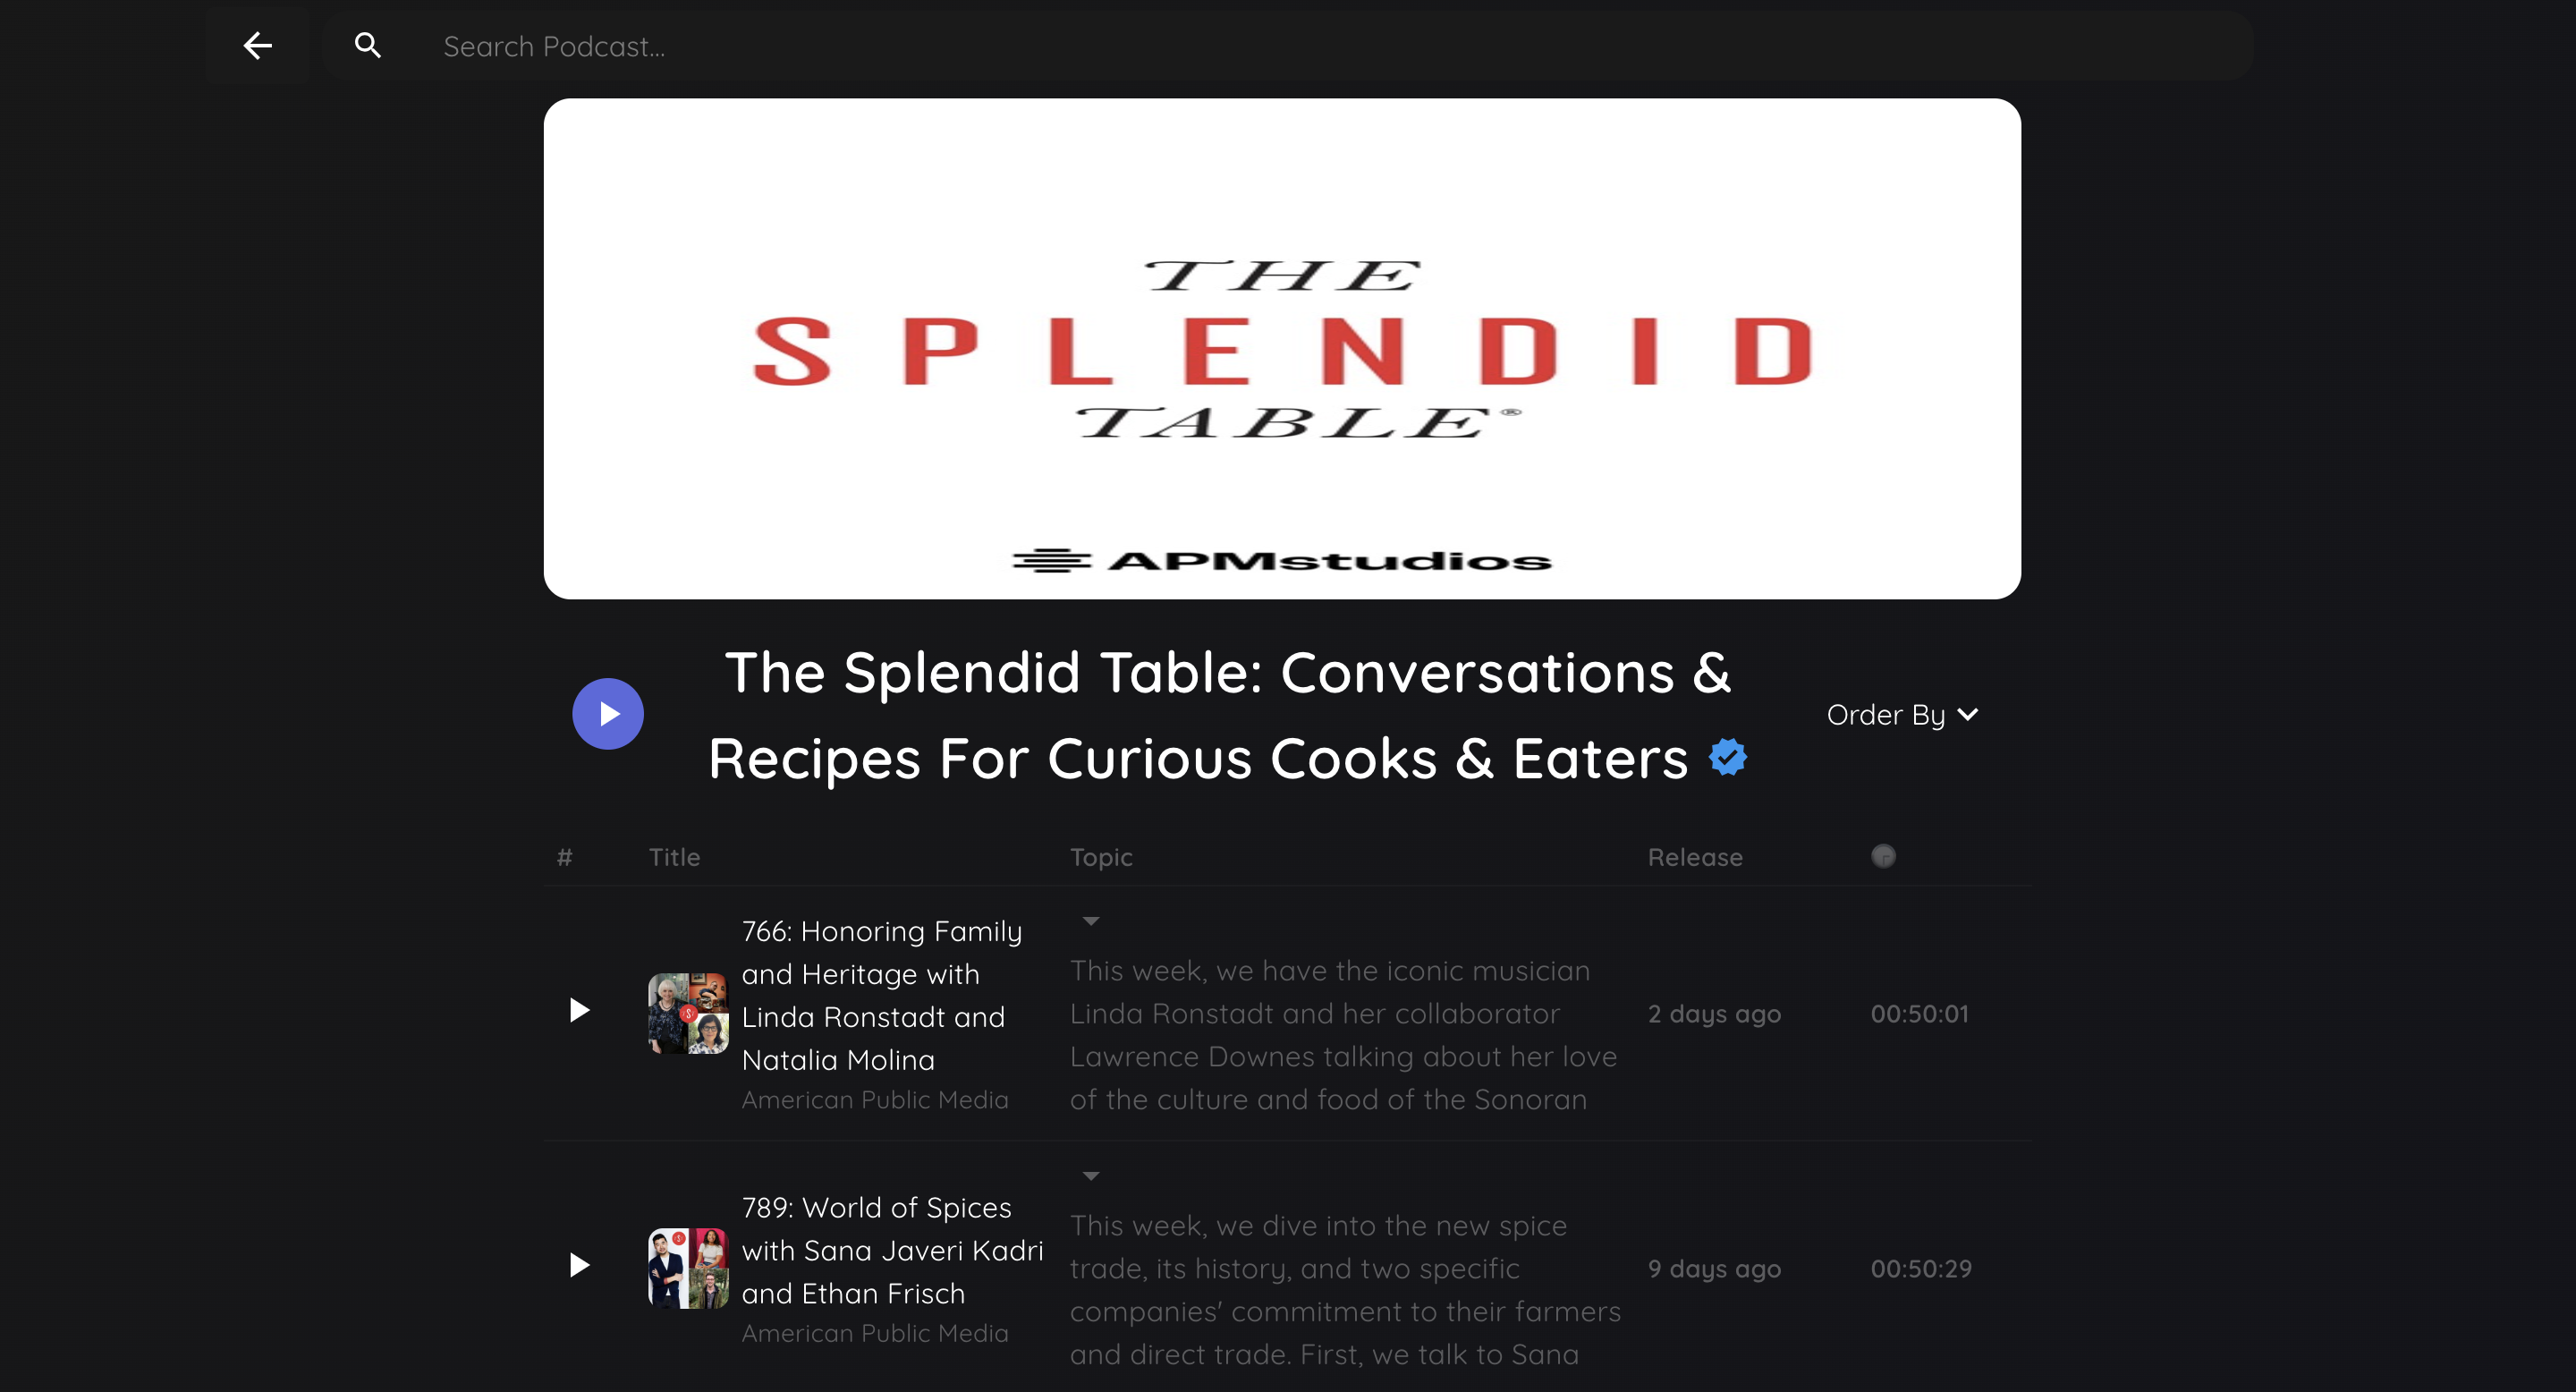 Search Podcast...
THE
SPLENDID
TABLE®
APMstudios
The Splendid Table: Conversations &
Recipes For Curious Cooks & Eaters
Order By
# Title Topic Release
766: Honoring Family
and Heritage with
Linda Ronstadt and
Natalia Molina
American Public Media
This week, we have the iconic musician
Linda Ronstadt and her collaborator
Lawrence Downes talking about her love
of the culture and food of the Sonoran
2 days ago
00:50:01
789: World of Spices
with Sana Javeri Kadri
and Ethan Frisch
American Public Media
This week, we dive into the new spice
trade, its history, and two specific
companies' commitment to their farmers
and direct trade. First, we talk to Sana
9 days ago
00:50:29